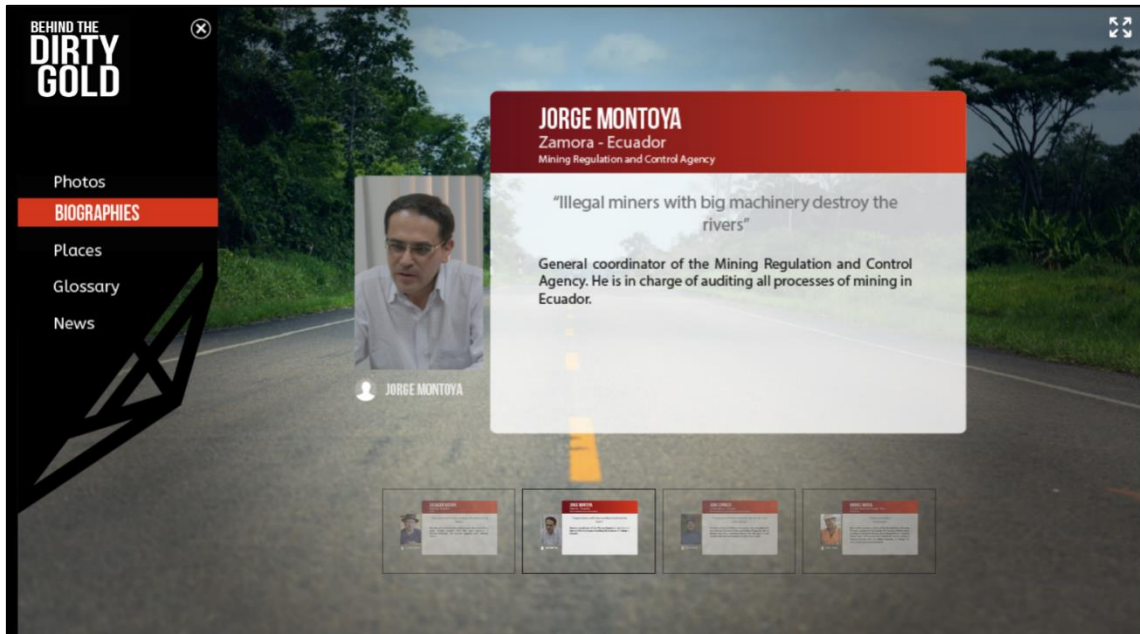 BEHIND THE
DIRTY
GOLD
Photos
BIOGRAPHIES
Places
Glossary
News
JORGE MONTOYA
Zamora - Ecuador
Mining Regulation and Control Agency
“Illegal miners with big machinery destroy the
rivers”
General coordinator of the Mining Regulation and Control
Agency. He is in charge of auditing all processes of mining in
Ecuador.
JORGE MONTOYA